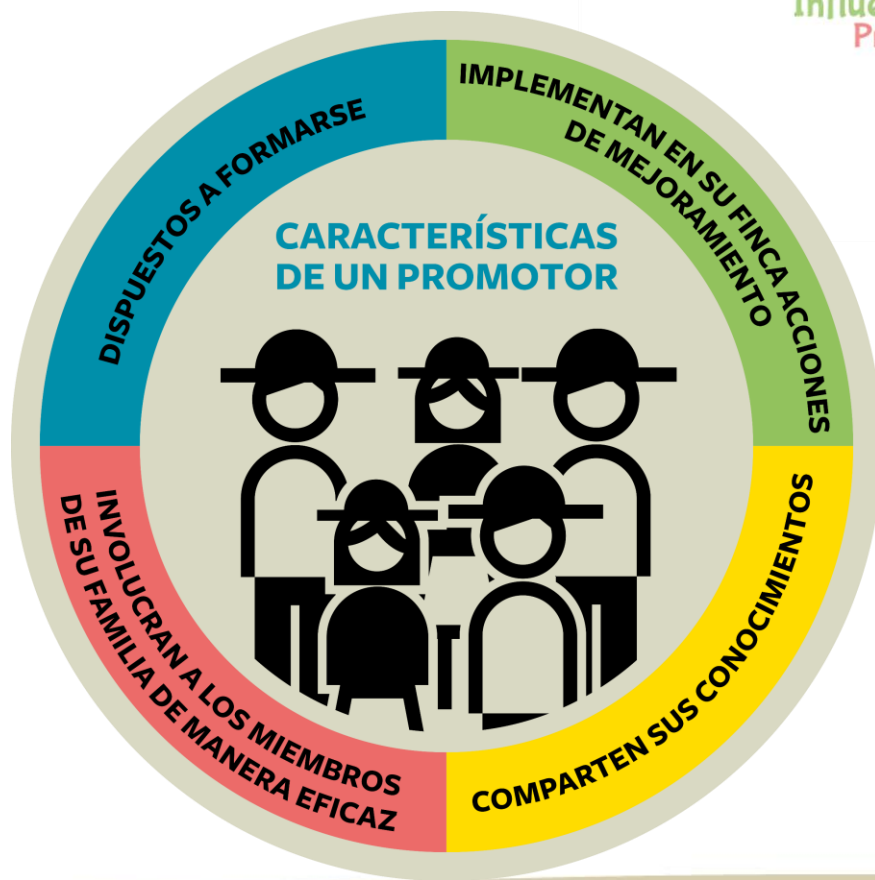 CARACTERÍSTICAS
DE UN PROMOTOR
DISPUESTOS A FORMARSE
IMPLEMENTAN EN SU FINCA ACCIONES
DE MEJORAMIENTO
COMPARTEN SUS CONOCIMIENTOS
INVOLUCRAN A LOS MIEMBROS
DE SU FAMILIA DE MANERA EFICAZ